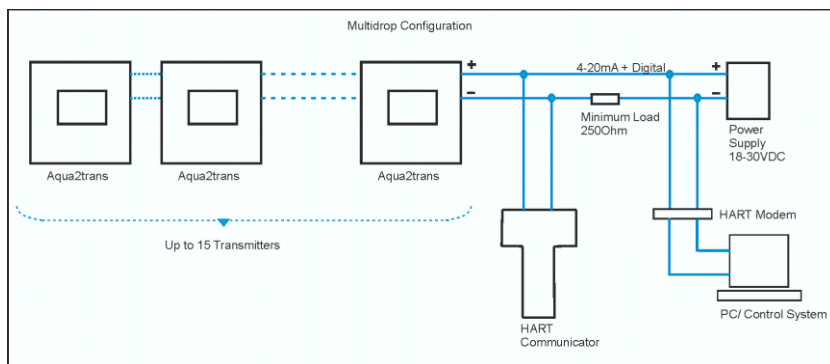 Multidrop Configuration
+
4-20mA + Digital
+
−
−
Minimum Load
250Ohm
Power
Supply
18-30VDC
Aqua2trans
Aqua2trans
Aqua2trans
HART Modem
Up to 15 Transmitters
PC/ Control System
HART
Communicator